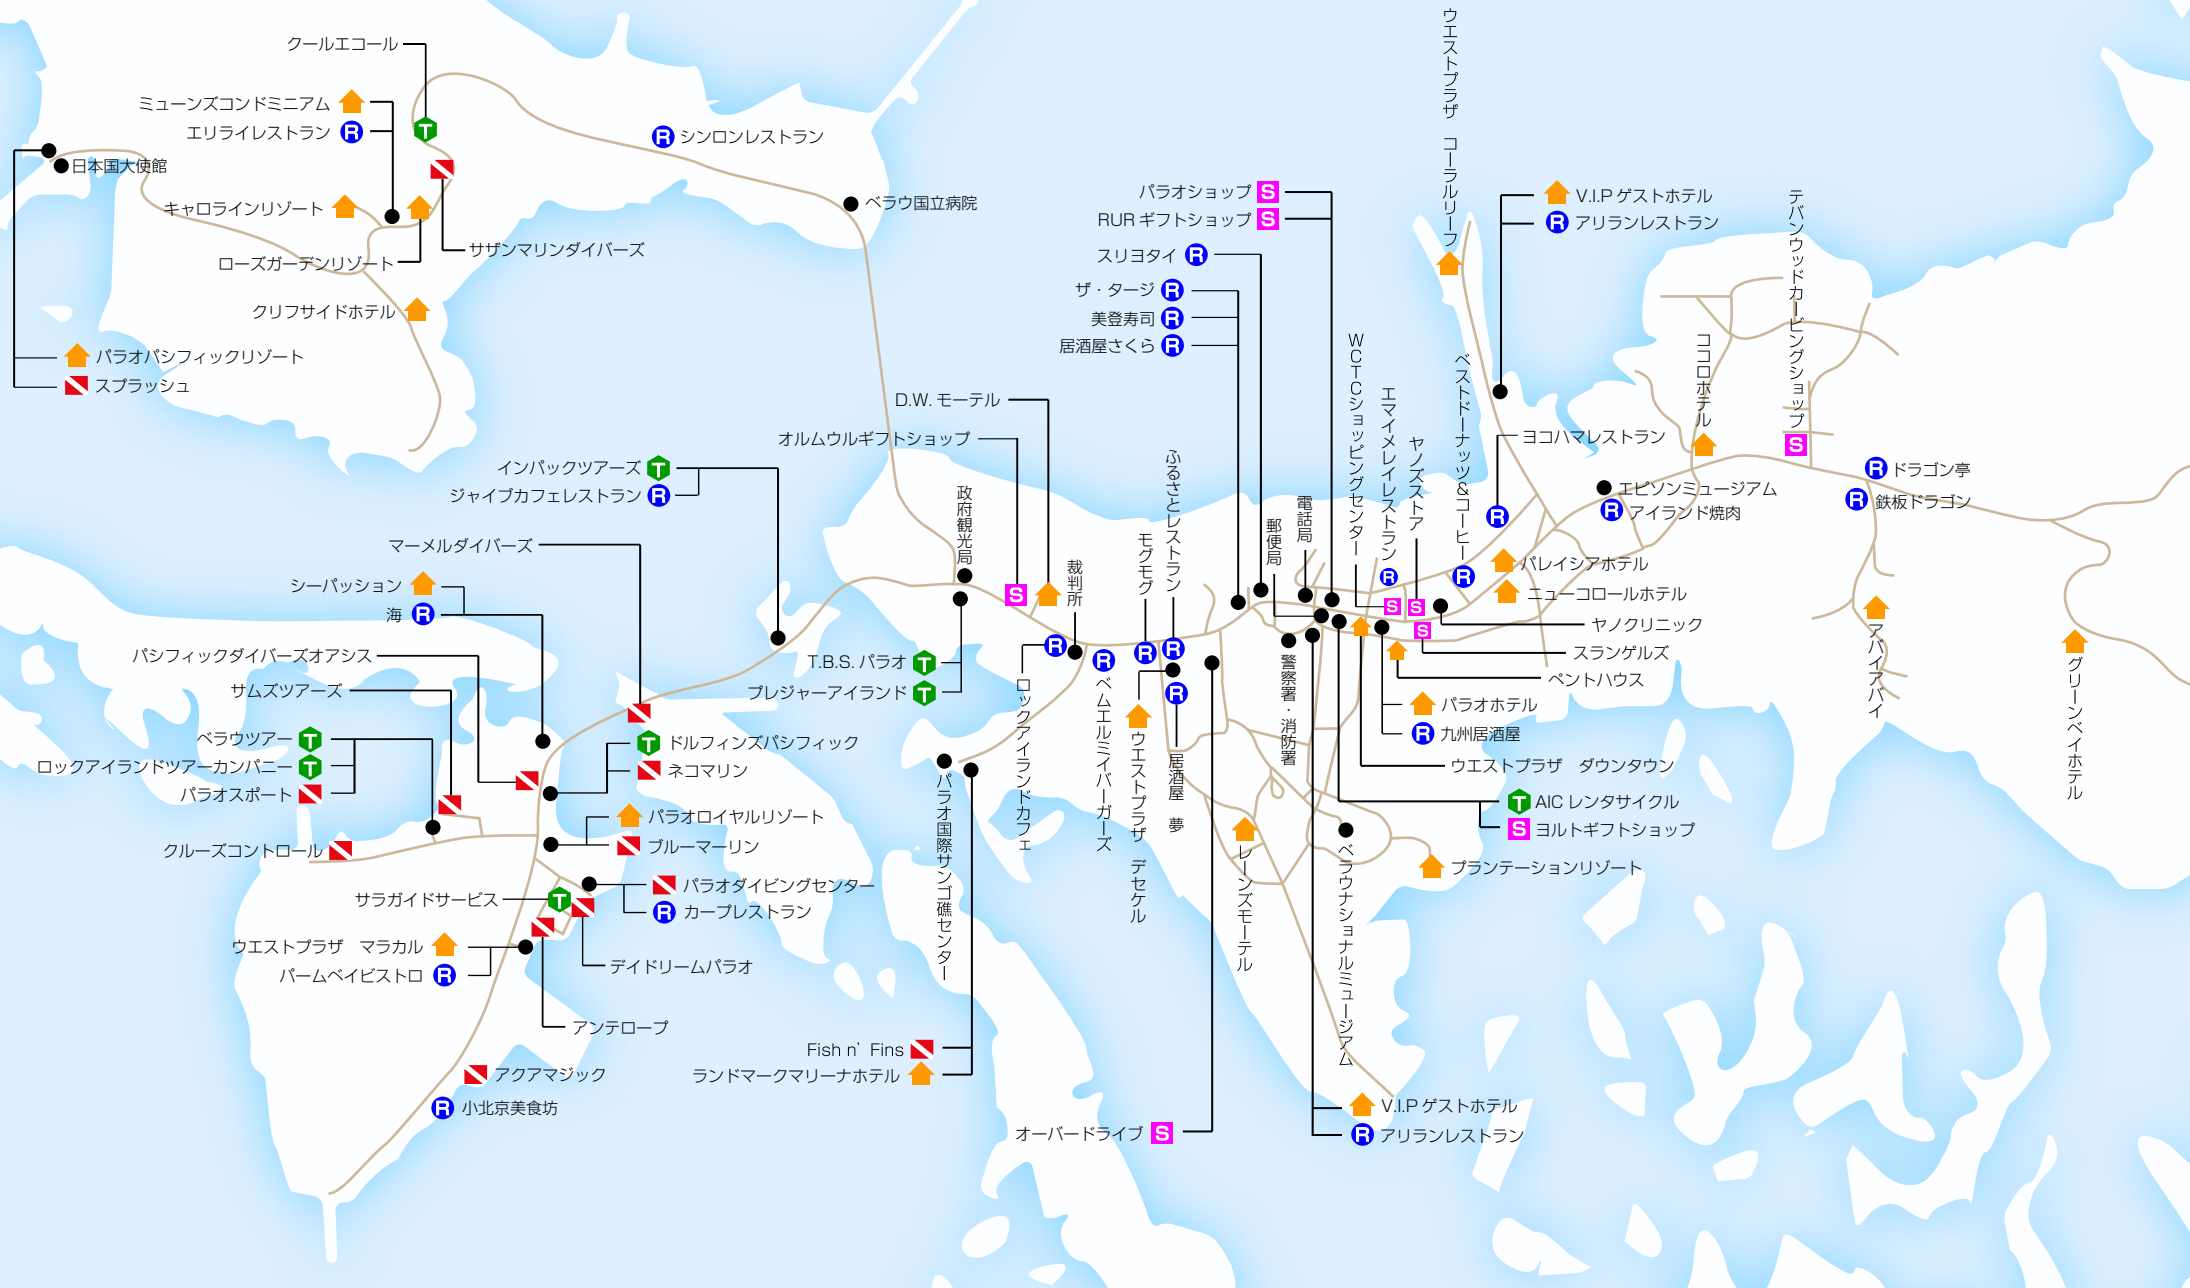 クールエコール
ミューンズコンドミニアム
エリライレストラン R
T
日本国大使館
キャロラインリゾート
ローズガーデンリゾート
サザンマリンダイバーズ
クリフサイドホテル
パラオパシフィックリゾート
スプラッシュ
R シンロンレストラン
ベラウ国立病院
パラオショップ S
RUR ギフトショップ S
スリヨタイ R
ザ・タージ R
美登寿司 R
居酒屋さくら R
ウエストプラザ コーラルリーフ
V.I.P ゲストホテル
R アリランレストラン
テバンウッドカービングショップ
S
ココロホテル
WCTCショッピングセンター
S
エマイメレイレストラン
R
ヤノズストア
S
ベストドーナッツ&コーヒー
R
ヨコハマレストラン
R
エピソンミュージアム
R アイランド焼肉
R ドラゴン亭
R 鉄板ドラゴン
パレイシアホテル
ニューコロールホテル
ヤノクリニック
S
スランゲルズ
ペントハウス
パラオホテル
R 九州居酒屋
ウエストプラザ ダウンタウン
T AIC レンタサイクル
S ヨルトギフトショップ
プランテーションリゾート
アバイアバイ
グリーンベイホテル
D.W. モーテル
オルムウルギフトショップ
S
インパックツアーズ T
ジャイブカフェレストラン R
政府観光局
裁判所
モグモグ
R
ふるさとレストラン
R
郵便局
電話局
警察署・消防署
マーメルダイバーズ
シーパッション
海 R
パシフィックダイバーズオアシス
サムズツアーズ
ベラウツアー T
ロックアイランドツアーカンパニー T
パラオスポート
クルーズコントロール
T.B.S. パラオ T
プレジャーアイランド T
T ドルフィンズパシフィック
ネコマリン
パラオロイヤルリゾート
ブルーマーリン
パラオダイビングセンター
R カープレストラン
サラガイドサービス T
ウエストプラザ マラカル
パームベイビストロ R
デイドリームパラオ
アンテロープ
アクアマジック
R 小北京美食坊
パラオ国際サンゴ礁センター
R
ロックアイランドカフェ
R
ベムエルミイバーガーズ
ウエストプラザ デセケル
R
居酒屋 夢
レーンズモーテル
ベラウナショナルミュージアム
Fish n’ Fins
ランドマークマリーナホテル
オーバードライブ S
V.I.P ゲストホテル
R アリランレストラン